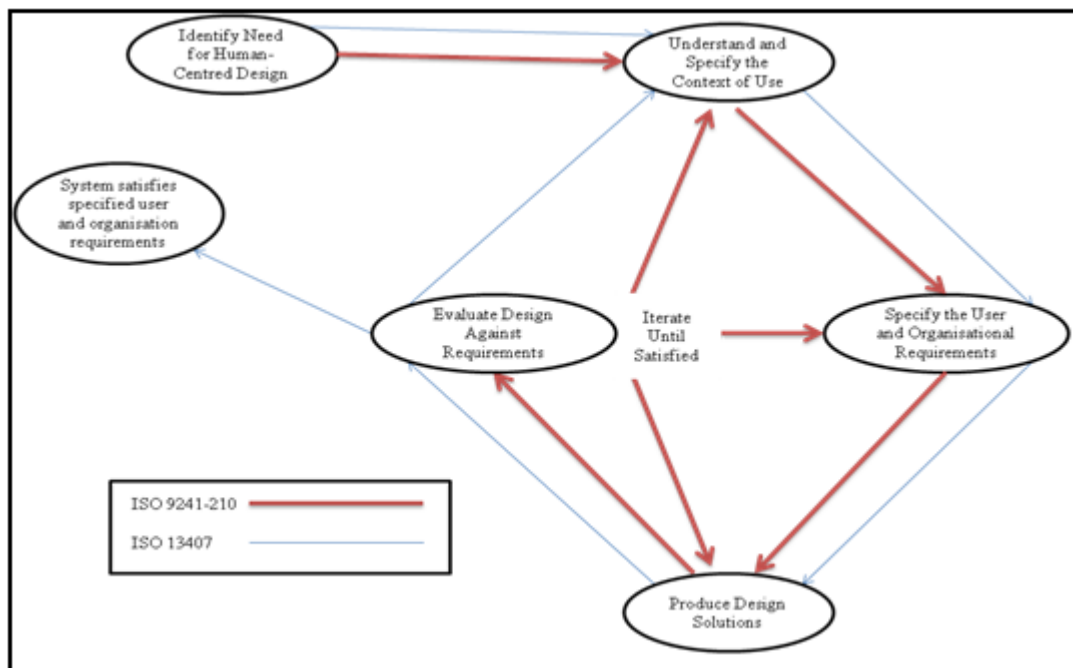 Identify Need
for Human-
Centred Design
Understand and
Specify the
Context of Use
System satisfies
specified user
and organisation
requirements
Evaluate Design
Against
Requirements
Iterate
Until
Satisfied
Specify the User
and Organisational
Requirements
ISO 9241-210
ISO 13407
Produce Design
Solutions